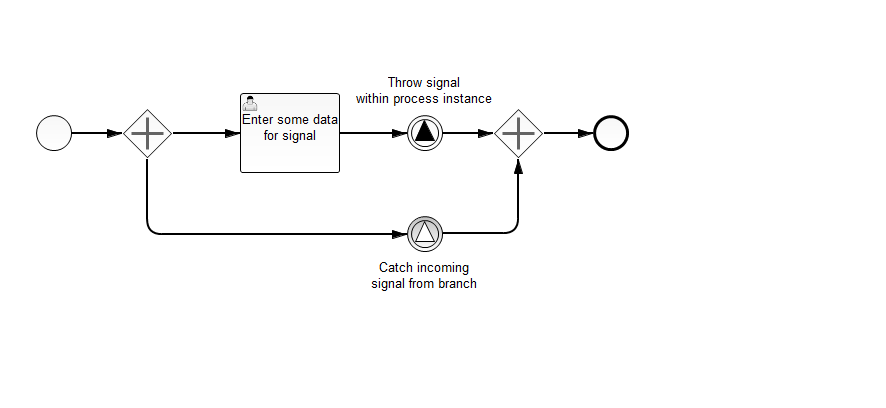 Throw signal
within process instance
Enter some data
for signal
Catch incoming
signal from branch